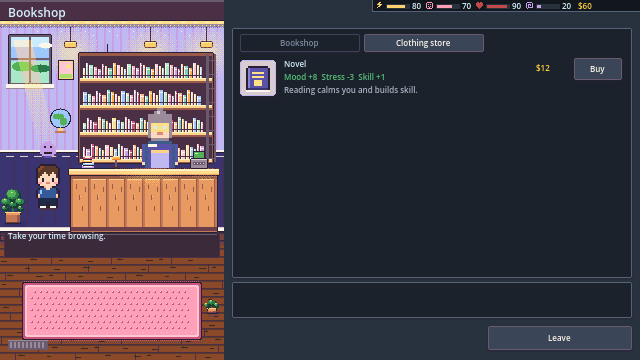 Bookshop
80 70 90 20 $60
Bookshop Clothing store
Novel
Mood +8 Stress -3 Skill +1
Reading calms you and builds skill.
$12
Buy
Take your time browsing.
Leave